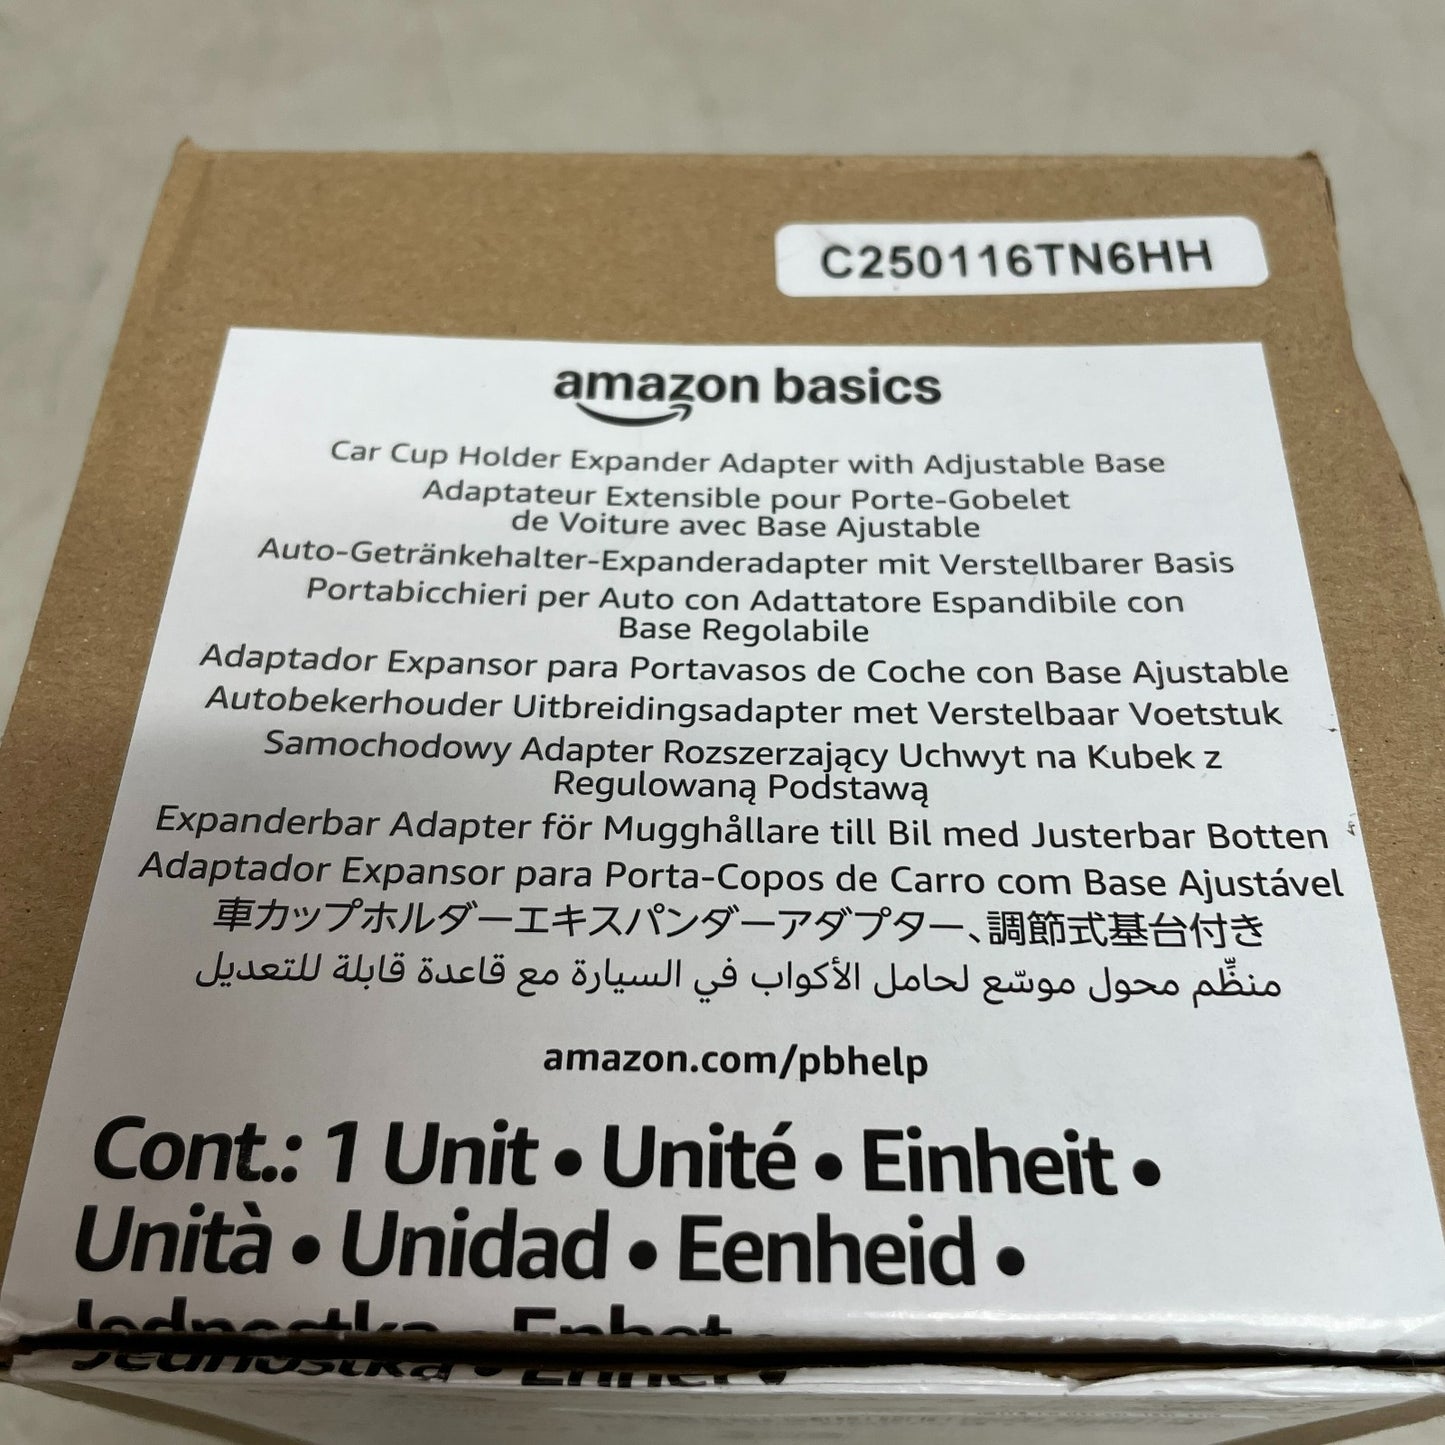 C250116TN6HH
amazon basics
Car Cup Holder Expander Adapter with Adjustable Base
Adaptateur Extensible pour Porte-Gobelet
de Voiture avec Base Ajustable
Auto-Getränkehalter-Expanderadapter mit Verstellbarer Basis
Portabicchieri per Auto con Adattatore Espandibile con
Base Regolabile
Adaptador Expansor para Portavasos de Coche con Base Ajustable
Autobekerhouder Uitbreidingsadapter met Verstelbaar Voetstuk
Samochodowy Adapter Rozszerzający Uchwyt na Kubek z
Regulowaną Podstawą
Expanderbar Adapter för Mugghållare till Bil med Justerbar Botten
Adaptador Expansor para Porta-Copos de Carro com Base Ajustável
車カップホルダーエキスパンダーアダプター、調節式基台付き
منظِّم محول موسّع لحامل الأكواب في السيارة مع قاعدة قابلة للتعديل
amazon.com/pbhelp
Cont.: 1 Unit • Unité • Einheit •
Unità • Unidad • Eenheid •
Jednostka • Enhet •